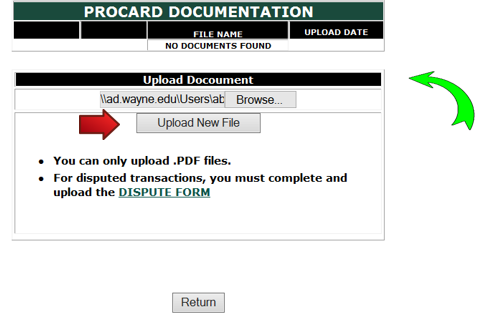 PROCARD DOCUMENTATION
FILE NAME UPLOAD DATE
NO DOCUMENTS FOUND
Upload Docoument
\\ad.wayne.edu\Users\ab Browse...
Upload New File
• You can only upload .PDF files.
• For disputed transactions, you must complete and
upload the DISPUTE FORM
Return